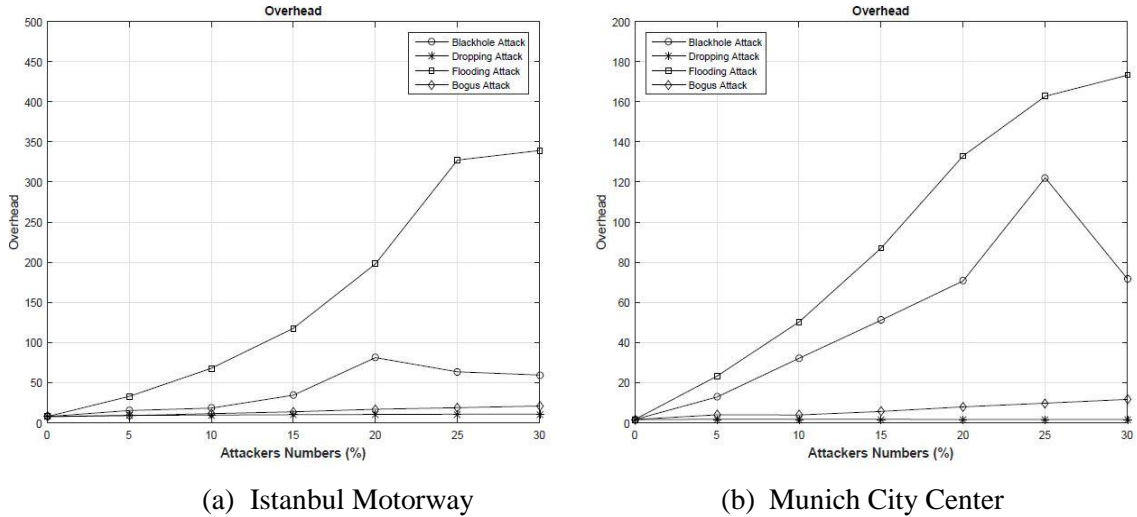 Overhead
500
450
400
350
300
250
200
150
100
50
0
Overhead
Blackhole Attack
Dropping Attack
Flooding Attack
Bogus Attack
0 5 10 15 20 25 30
Attackers Numbers (%)
(a) Istanbul Motorway
Overhead
200
180
160
140
120
100
80
60
40
20
0
Overhead
Blackhole Attack
Dropping Attack
Flooding Attack
Bogus Attack
0 5 10 15 20 25 30
Attackers Numbers (%)
(b) Munich City Center